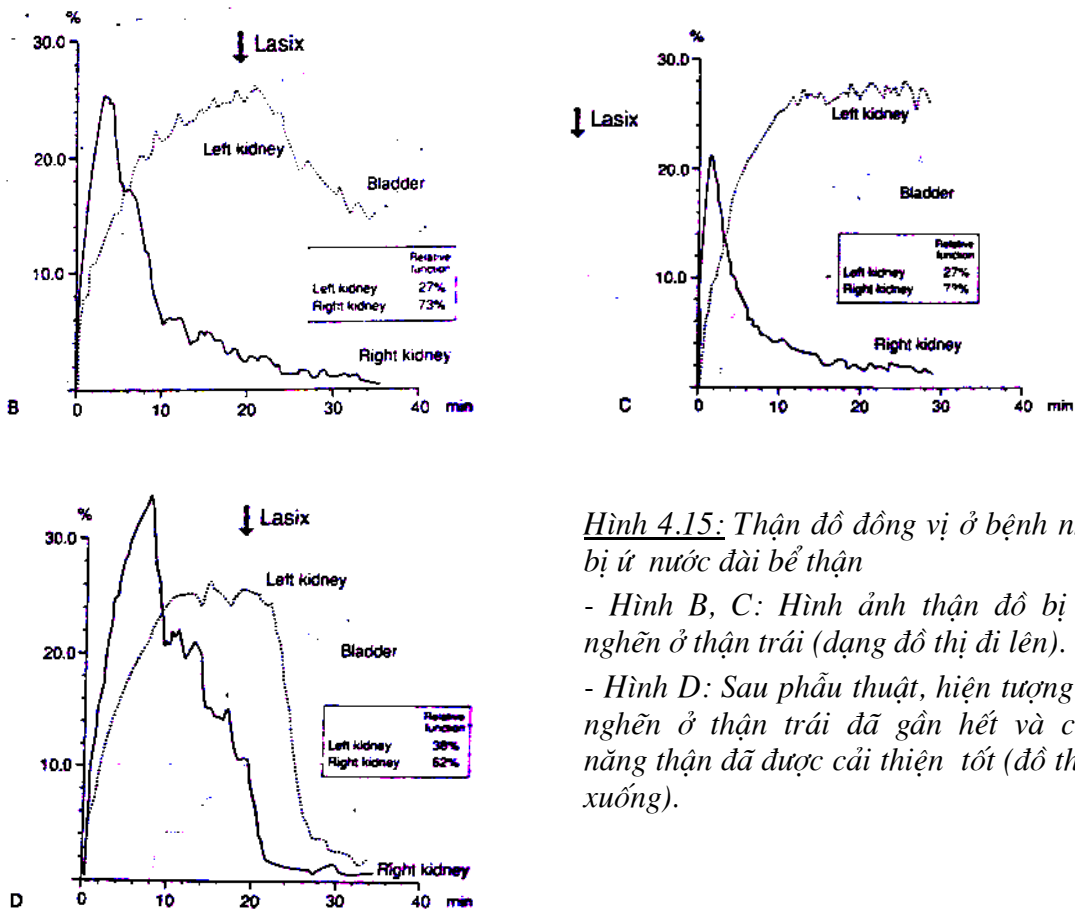 %
30.0
Lasix
Left kidney
20.0
Bladder
Relative function
Left kidney 27%
Right kidney 73%
10.0
Right kidney
B 0 10 20 30 40 min
%
30.0
Lasix
Left kidney
20.0
Bladder
Relative function
Left kidney 27%
Right kidney
10.0
Right kidney
C 0 10 20 30 40 min
%
30.0
Lasix
Left kidney
20.0
Bladder
Relative function
Left kidney 38%
Right kidney 62%
10.0
Right kidney
D 0 10 20 30 40 min
Hình 4.15: Thận đồ đồng vị ở bệnh
bị ứ nước đài bể thận
- Hình B, C: Hình ảnh thận đồ bị
nghẽn ở thận trái (dạng đồ thị đi lên).
- Hình D: Sau phẫu thuật, hiện tượng
nghẽn ở thận trái đã gần hết và
năng thận đã được cải thiện tốt (đồ
xuống).